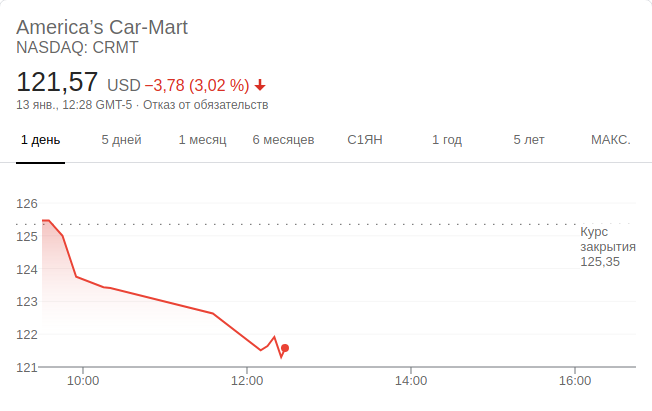 America’s Car-Mart
NASDAQ: CRMT
121,57 USD −3,78 (3,02 %)
13 янв., 12:28 GMT-5 · Отказ от обязательств
1 день 5 дней 1 месяц 6 месяцев С1ЯН 1 год 5 лет МАКС.
126
125
124
123
122
121
Курс
закрытия
125,35
10:00 12:00 14:00 16:00